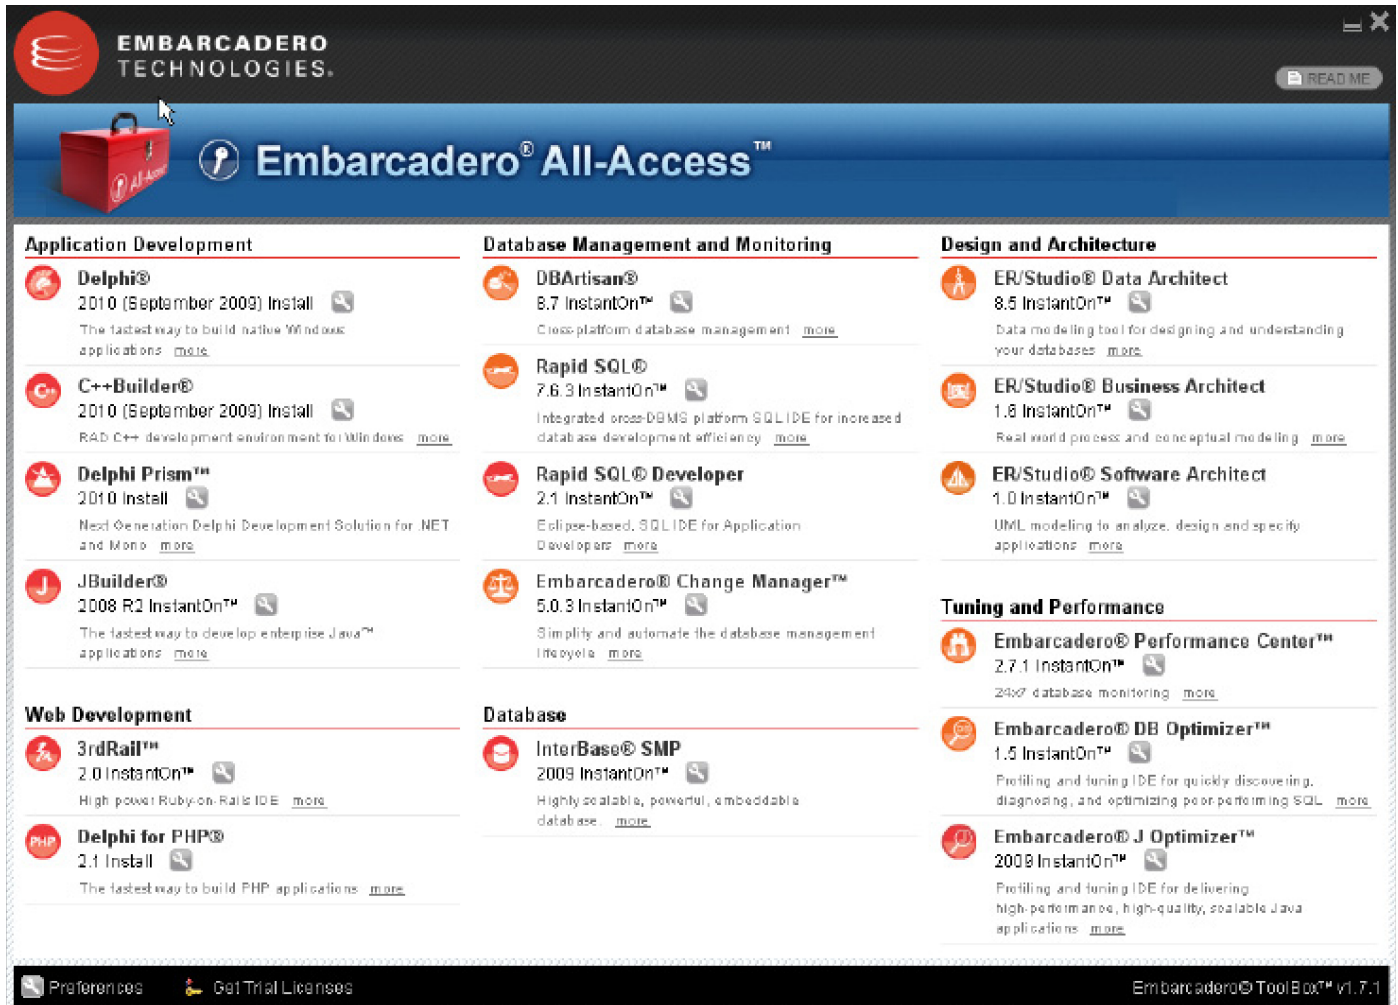 EMBARCADERO
TECHNOLOGIES.
READ ME
All-Access
Embarcadero® All-Access™
Application Development
Delphi®
2010 (September 2009) Install
The fastest way to build native Windows
applications more
C++
C++Builder®
2010 (September 2009) Install
RAD C++ development environment for Windows more
Delphi Prism™
2010 Install
Next Generation Delphi Development Solution for .NET
and Mono more
J
JBuilder®
2008 R2 InstantOn™
The fastest way to develop enterprise Java™
applications more
Web Development
3rdRail™
2.0 InstantOn™
High power Ruby-on-Rails IDE more
PHP
Delphi for PHP®
2.1 Install
The fastest way to build PHP applications more
Database Management and Monitoring
DBArtisan®
8.7 InstantOn™
Cross-platform database management more
Rapid SQL®
7.6.3 InstantOn™
Integrated cross-DBMS platform SQL IDE for increased
database development efficiency more
Rapid SQL® Developer
2.1 InstantOn™
Eclipse-based, SQL IDE for Application
Developers more
Embarcadero® Change Manager™
5.0.3 InstantOn™
Simplify and automate the database management
lifecycle more
Database
InterBase® SMP
2009 InstantOn™
Highly scalable, powerful, embeddable
database. more
Design and Architecture
ER/Studio® Data Architect
8.5 InstantOn™
Data modeling tool for designing and understanding
your databases more
ER/Studio® Business Architect
1.6 InstantOn™
Real world process and conceptual modeling more
ER/Studio® Software Architect
1.0 InstantOn™
UML modeling to analyze, design and specify
applications more
Tuning and Performance
Embarcadero® Performance Center™
2.7.1 InstantOn™
24x7 database monitoring more
Embarcadero® DB Optimizer™
1.5 InstantOn™
Profiling and tuning IDE for quickly discovering,
diagnosing, and optimizing poor-performing SQL more
Embarcadero® J Optimizer™
2009 InstantOn™
Profiling and tuning IDE for delivering
high-performance, high-quality, scalable Java
applications more
Preferences
Get Trial Licenses
Embarcadero® ToolBox™ v1.7.1